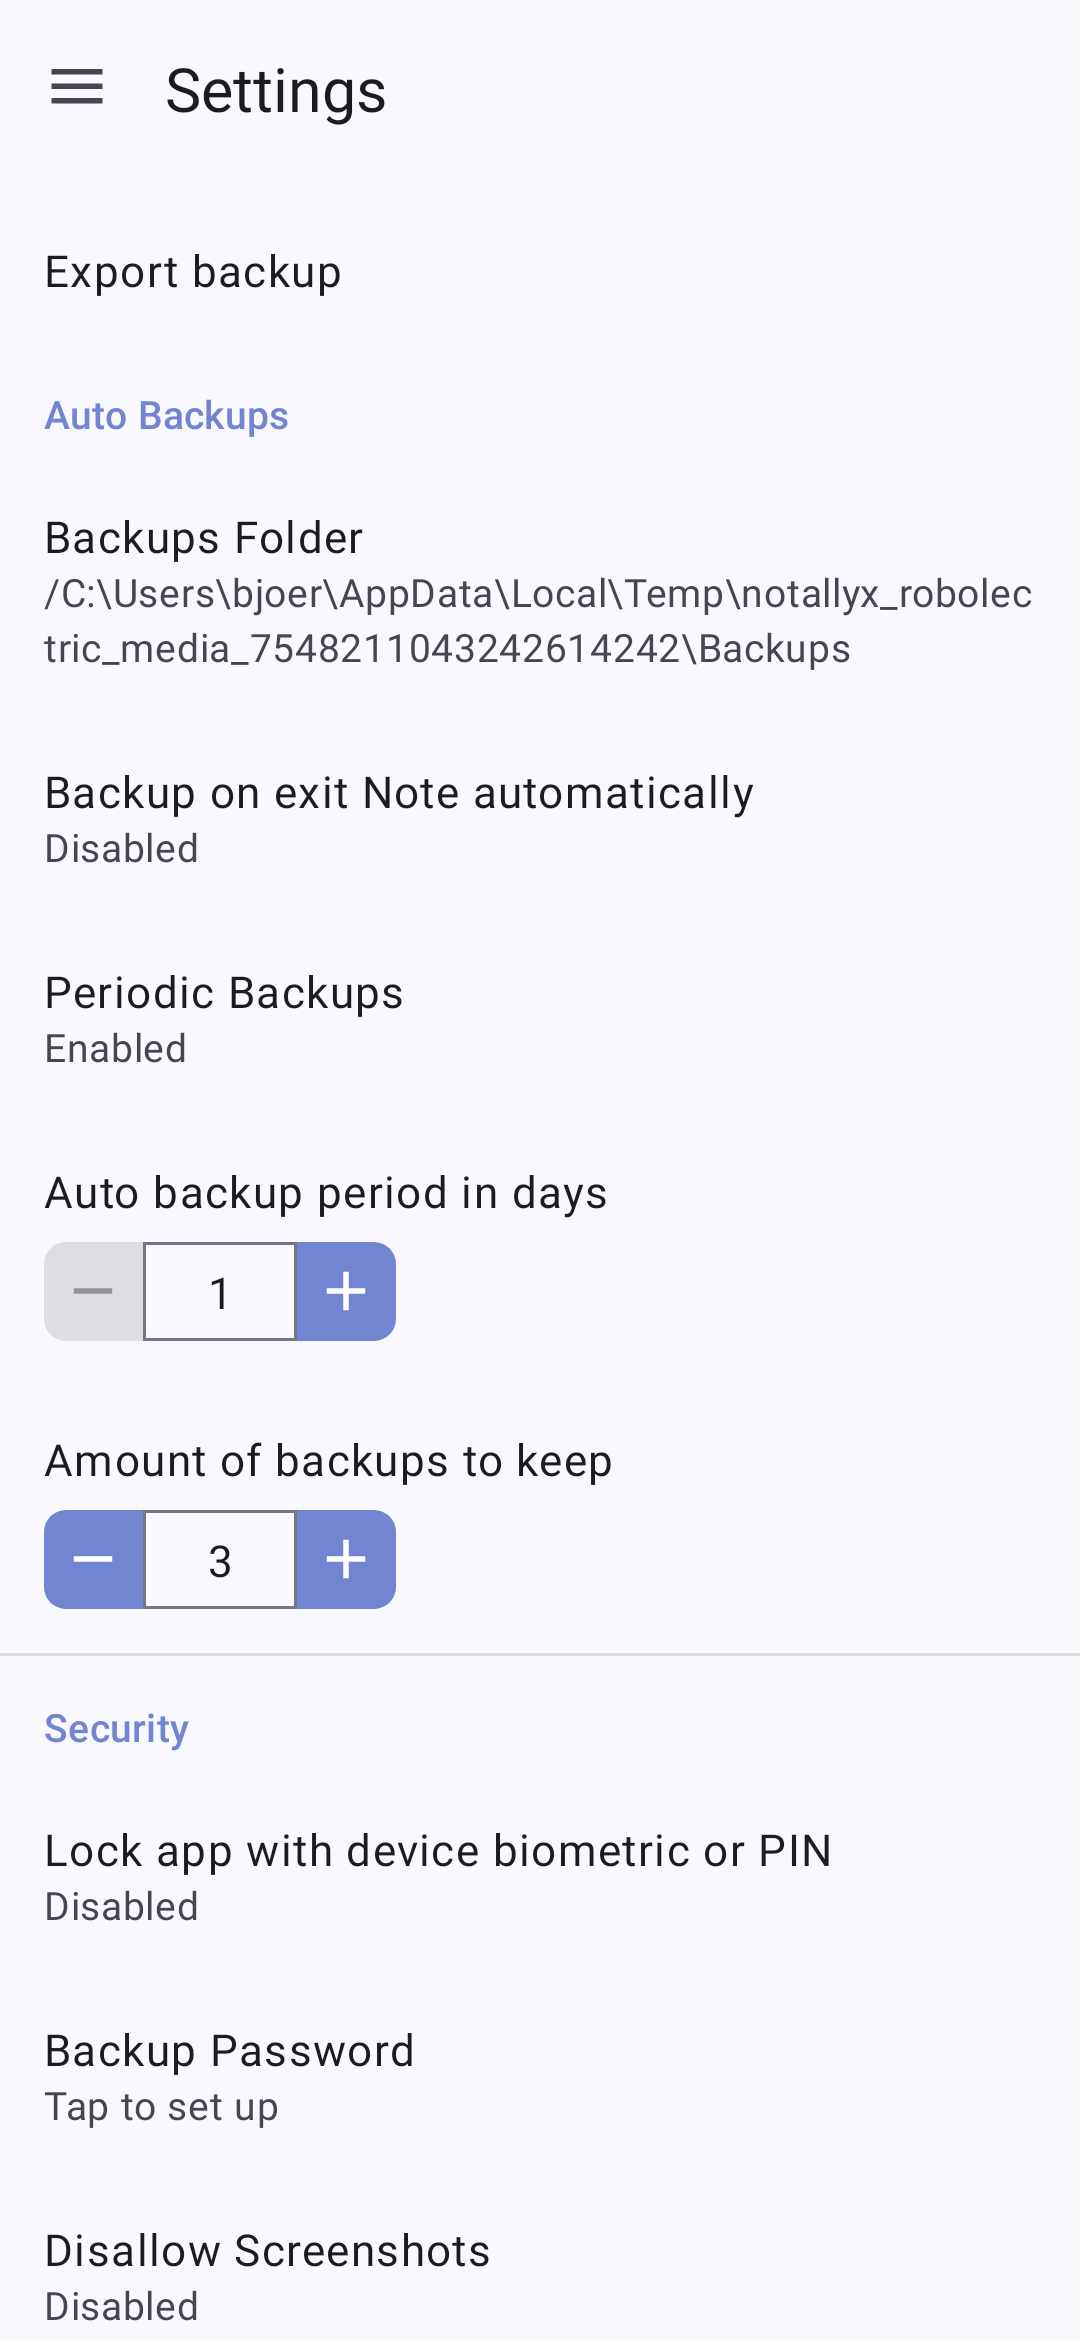 Settings
Export backup
Auto Backups
Backups Folder
/C:\Users\bjoer\AppData\Local\Temp\notallyx_robolec
tric_media_7548211043242614242\Backups
Backup on exit Note automatically
Disabled
Periodic Backups
Enabled
Auto backup period in days
1
Amount of backups to keep
3
Security
Lock app with device biometric or PIN
Disabled
Backup Password
Tap to set up
Disallow Screenshots
Disabled